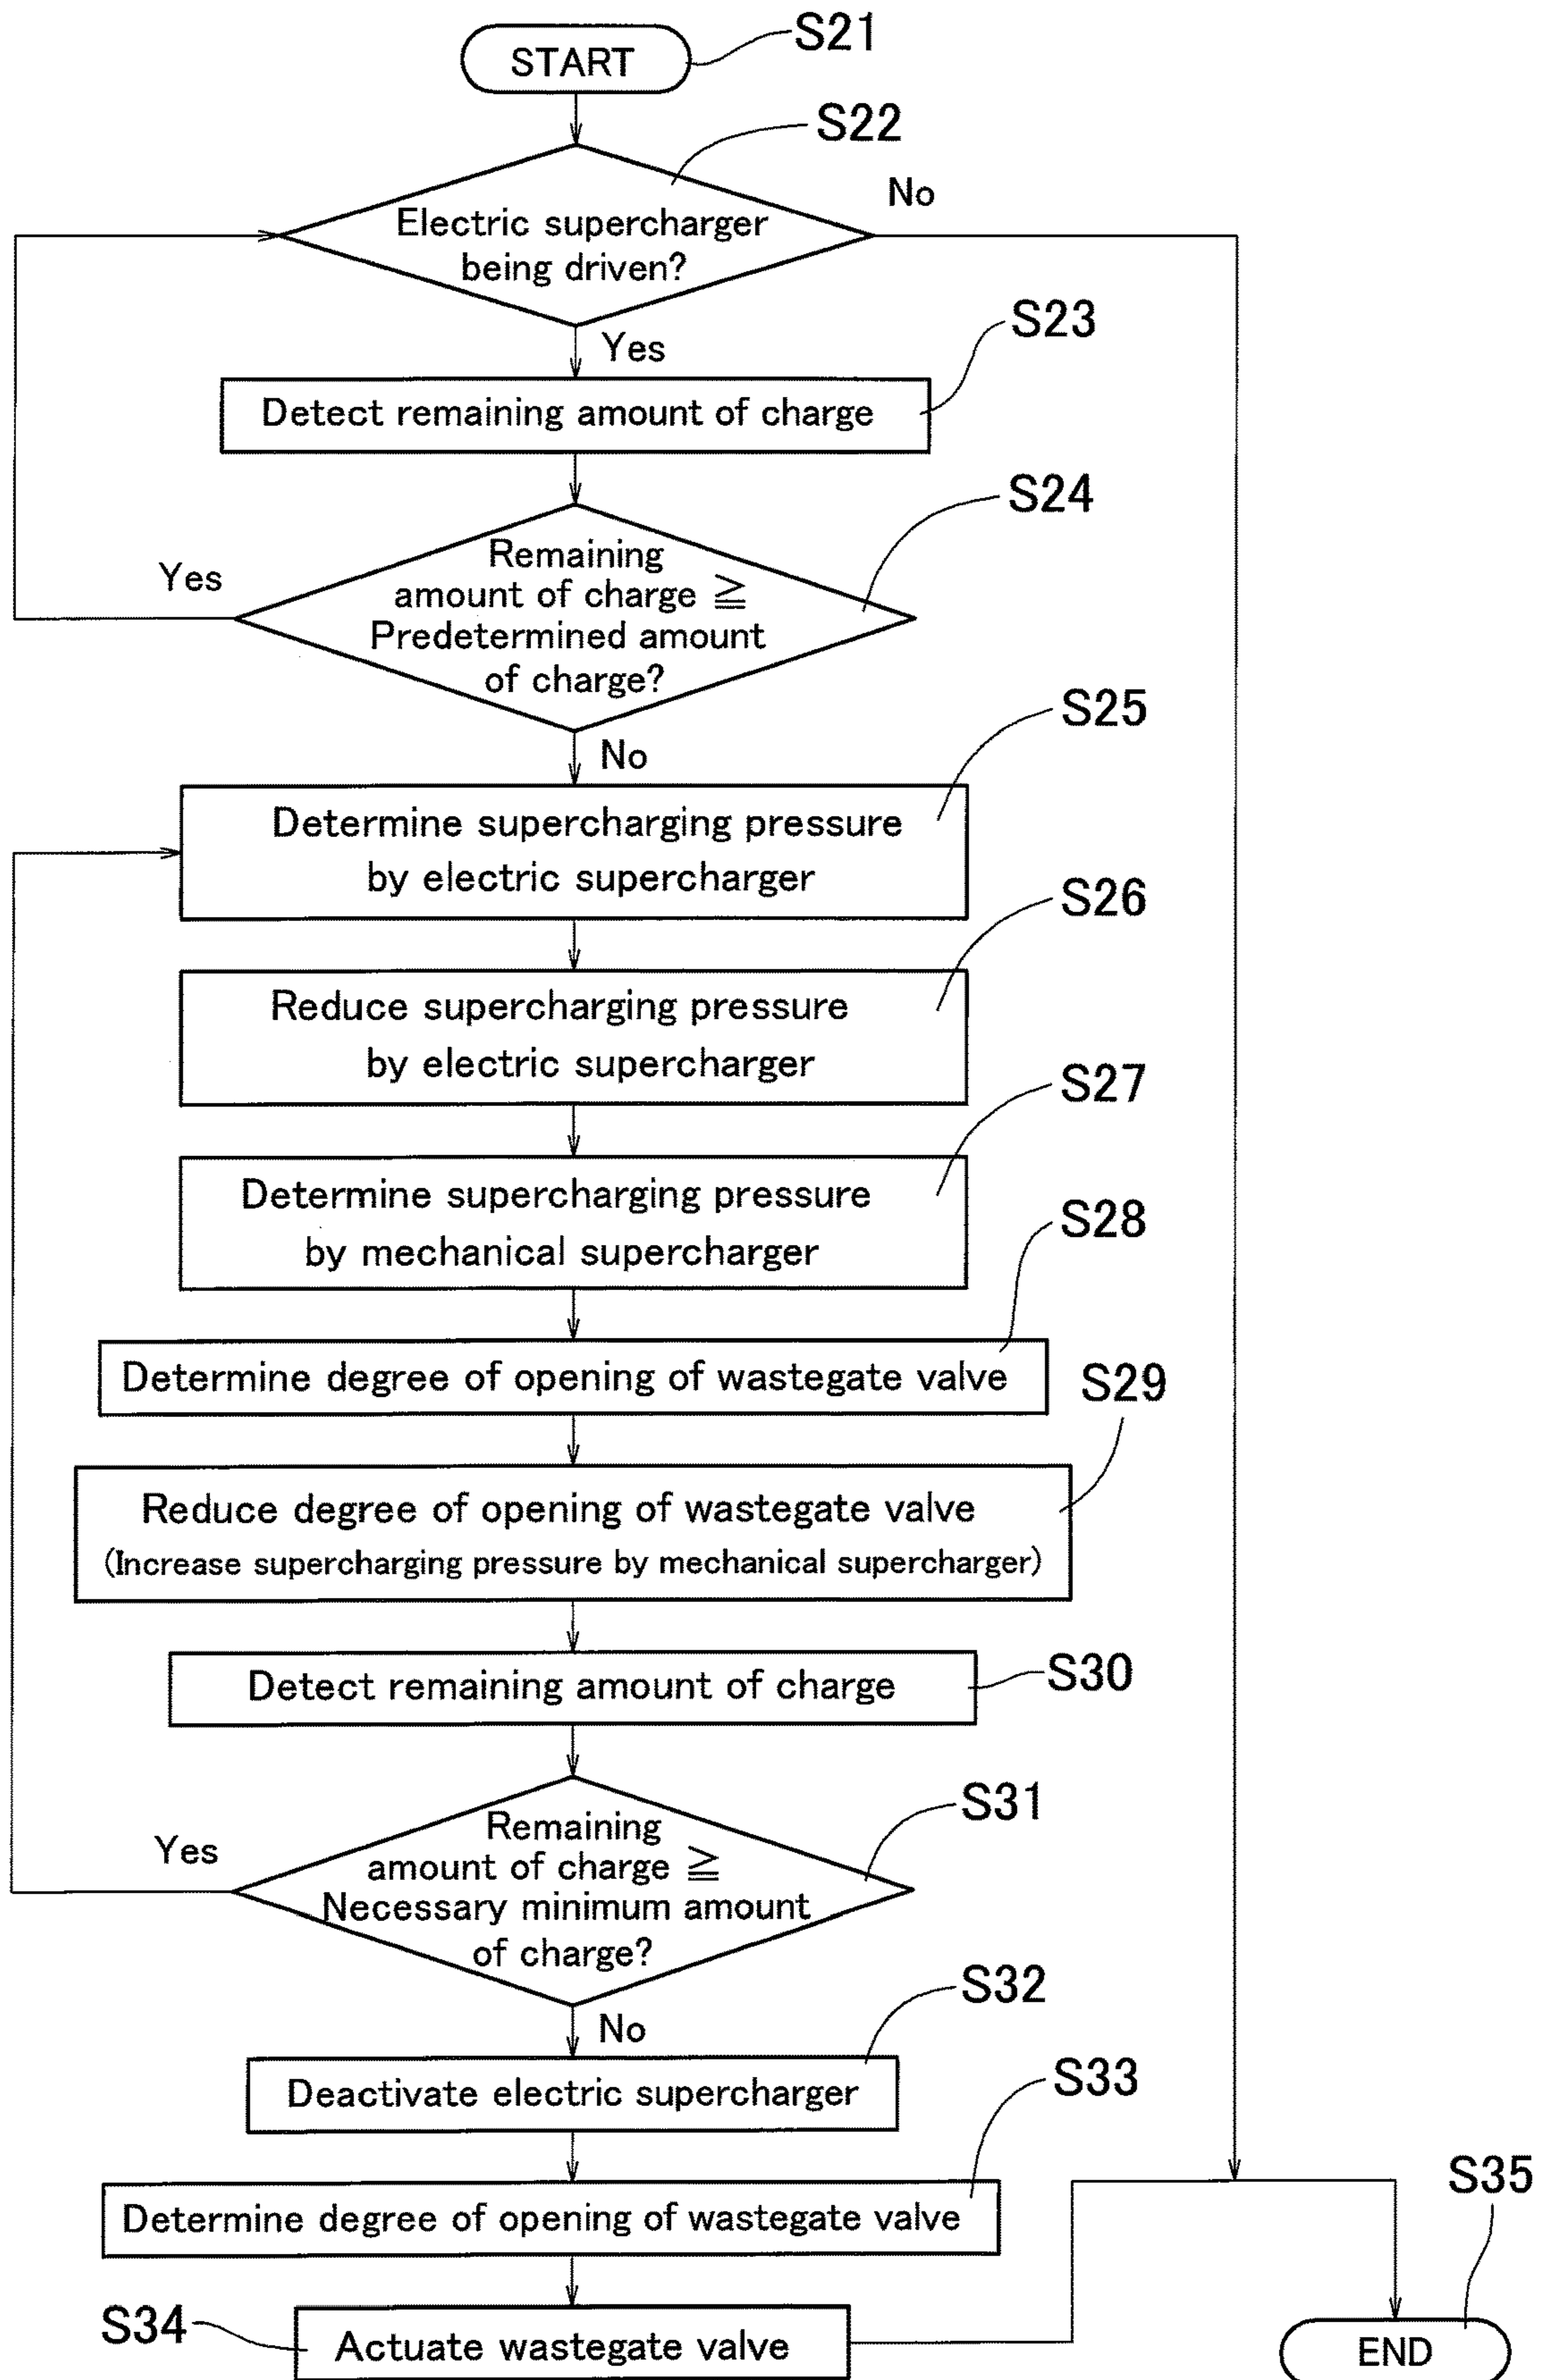 START
S21
S22
No
Electric supercharger
being driven?
Yes
S23
Detect remaining amount of charge
S24
Yes
Remaining
amount of charge ≧
Predetermined amount
of charge?
No
S25
Determine supercharging pressure
by electric supercharger
S26
Reduce supercharging pressure
by electric supercharger
S27
Determine supercharging pressure
by mechanical supercharger
S28
Determine degree of opening of wastegate valve
S29
Reduce degree of opening of wastegate valve
(Increase supercharging pressure by mechanical supercharger)
S30
Detect remaining amount of charge
S31
Yes
Remaining
amount of charge ≧
Necessary minimum amount
of charge?
No
S32
Deactivate electric supercharger
S33
Determine degree of opening of wastegate valve
S34
Actuate wastegate valve
S35
END